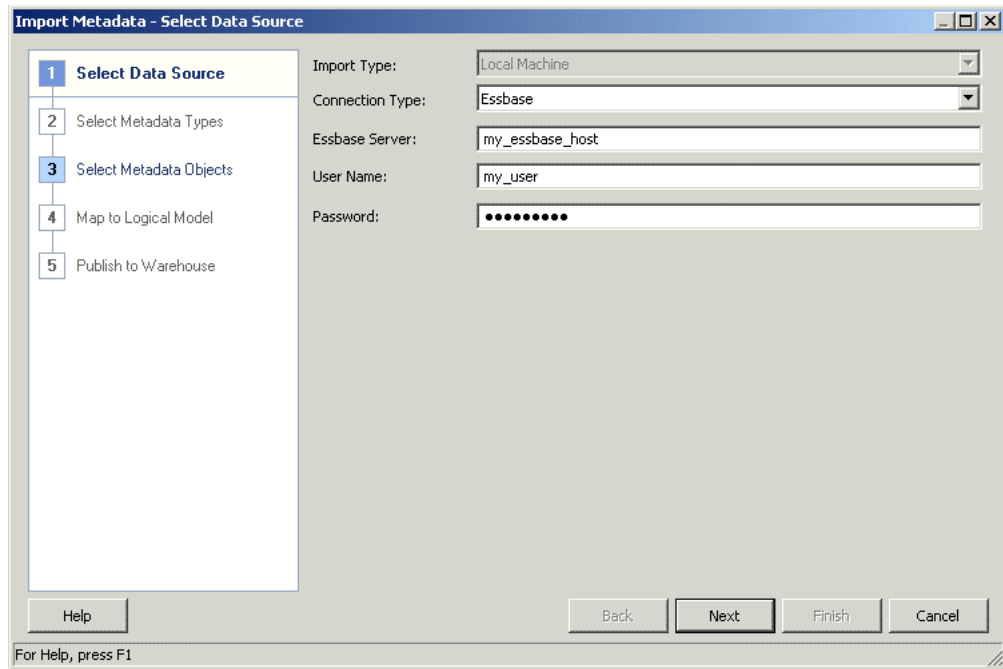 Import Metadata - Select Data Source
1 Select Data Source
2 Select Metadata Types
3 Select Metadata Objects
4 Map to Logical Model
5 Publish to Warehouse
Import Type: Local Machine
Connection Type: Essbase
Essbase Server: my_essbase_host
User Name: my_user
Password: ●●●●●●●●●
Help Back Next Finish Cancel
For Help, press F1